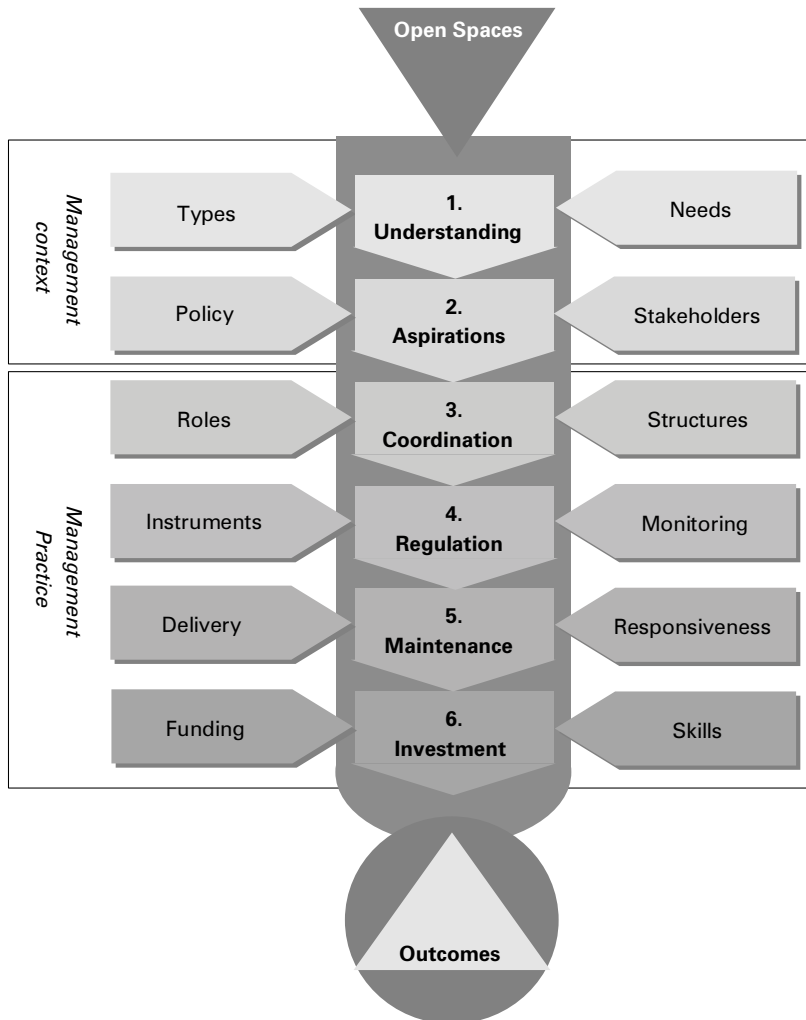 Open Spaces
Management
context
Types
1.
Understanding
Needs
Policy
2.
Aspirations
Stakeholders
Management
Practice
Roles
3.
Coordination
Structures
Instruments
4.
Regulation
Monitoring
Delivery
5.
Maintenance
Responsiveness
Funding
6.
Investment
Skills
Outcomes